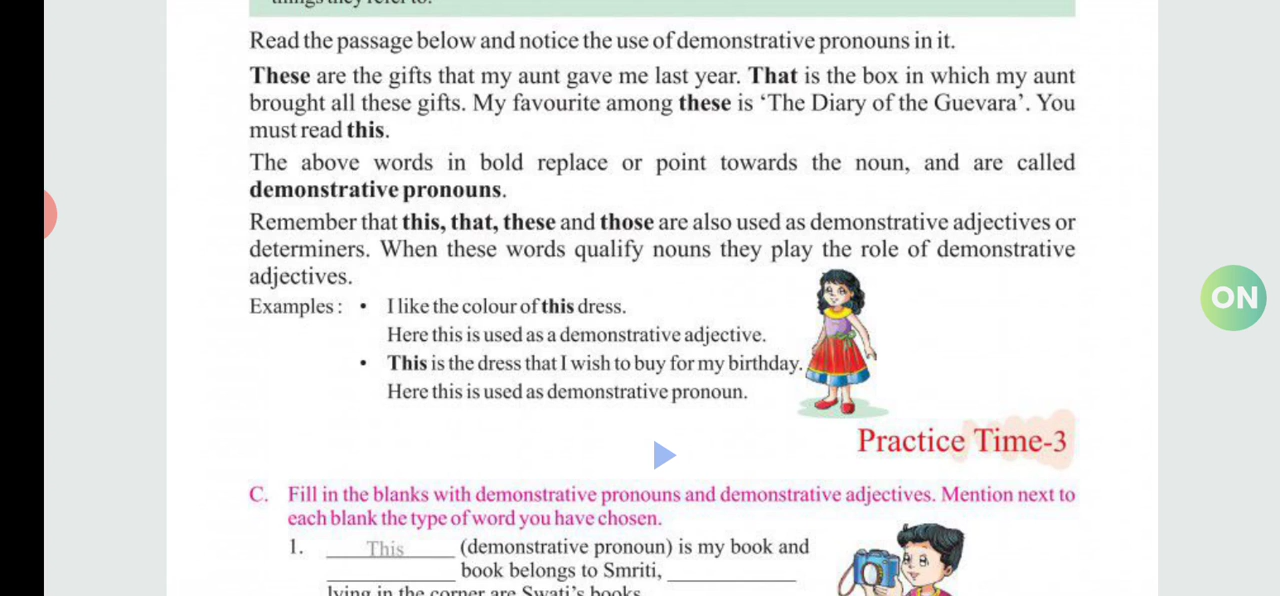 things they refer to.
Read the passage below and notice the use of demonstrative pronouns in it.
These are the gifts that my aunt gave me last year. That is the box in which my aunt
brought all these gifts. My favourite among these is ‘The Diary of the Guevara’. You
must read this.
The above words in bold replace or point towards the noun, and are called
demonstrative pronouns.
Remember that this, that, these and those are also used as demonstrative adjectives or
determiners. When these words qualify nouns they play the role of demonstrative
adjectives.
Examples : • I like the colour of this dress.
Here this is used as a demonstrative adjective.
• This is the dress that I wish to buy for my birthday.
Here this is used as demonstrative pronoun.
Practice Time-3
C. Fill in the blanks with demonstrative pronouns and demonstrative adjectives. Mention next to
each blank the type of word you have chosen.
1. This (demonstrative pronoun) is my book and
book belongs to Smriti,
lying in the corner are Swati’s books.
ON